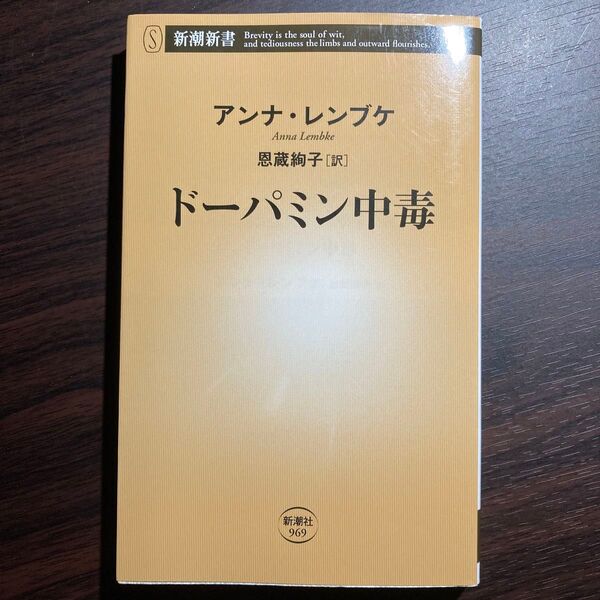 S 新潮新書
Brevity is the soul of wit,
and tediousness the limbs and outward flourishes.
アンナ・レンブケ
Anna Lembke
恩蔵絢子[訳]
ドーパミン中毒
新潮社
969